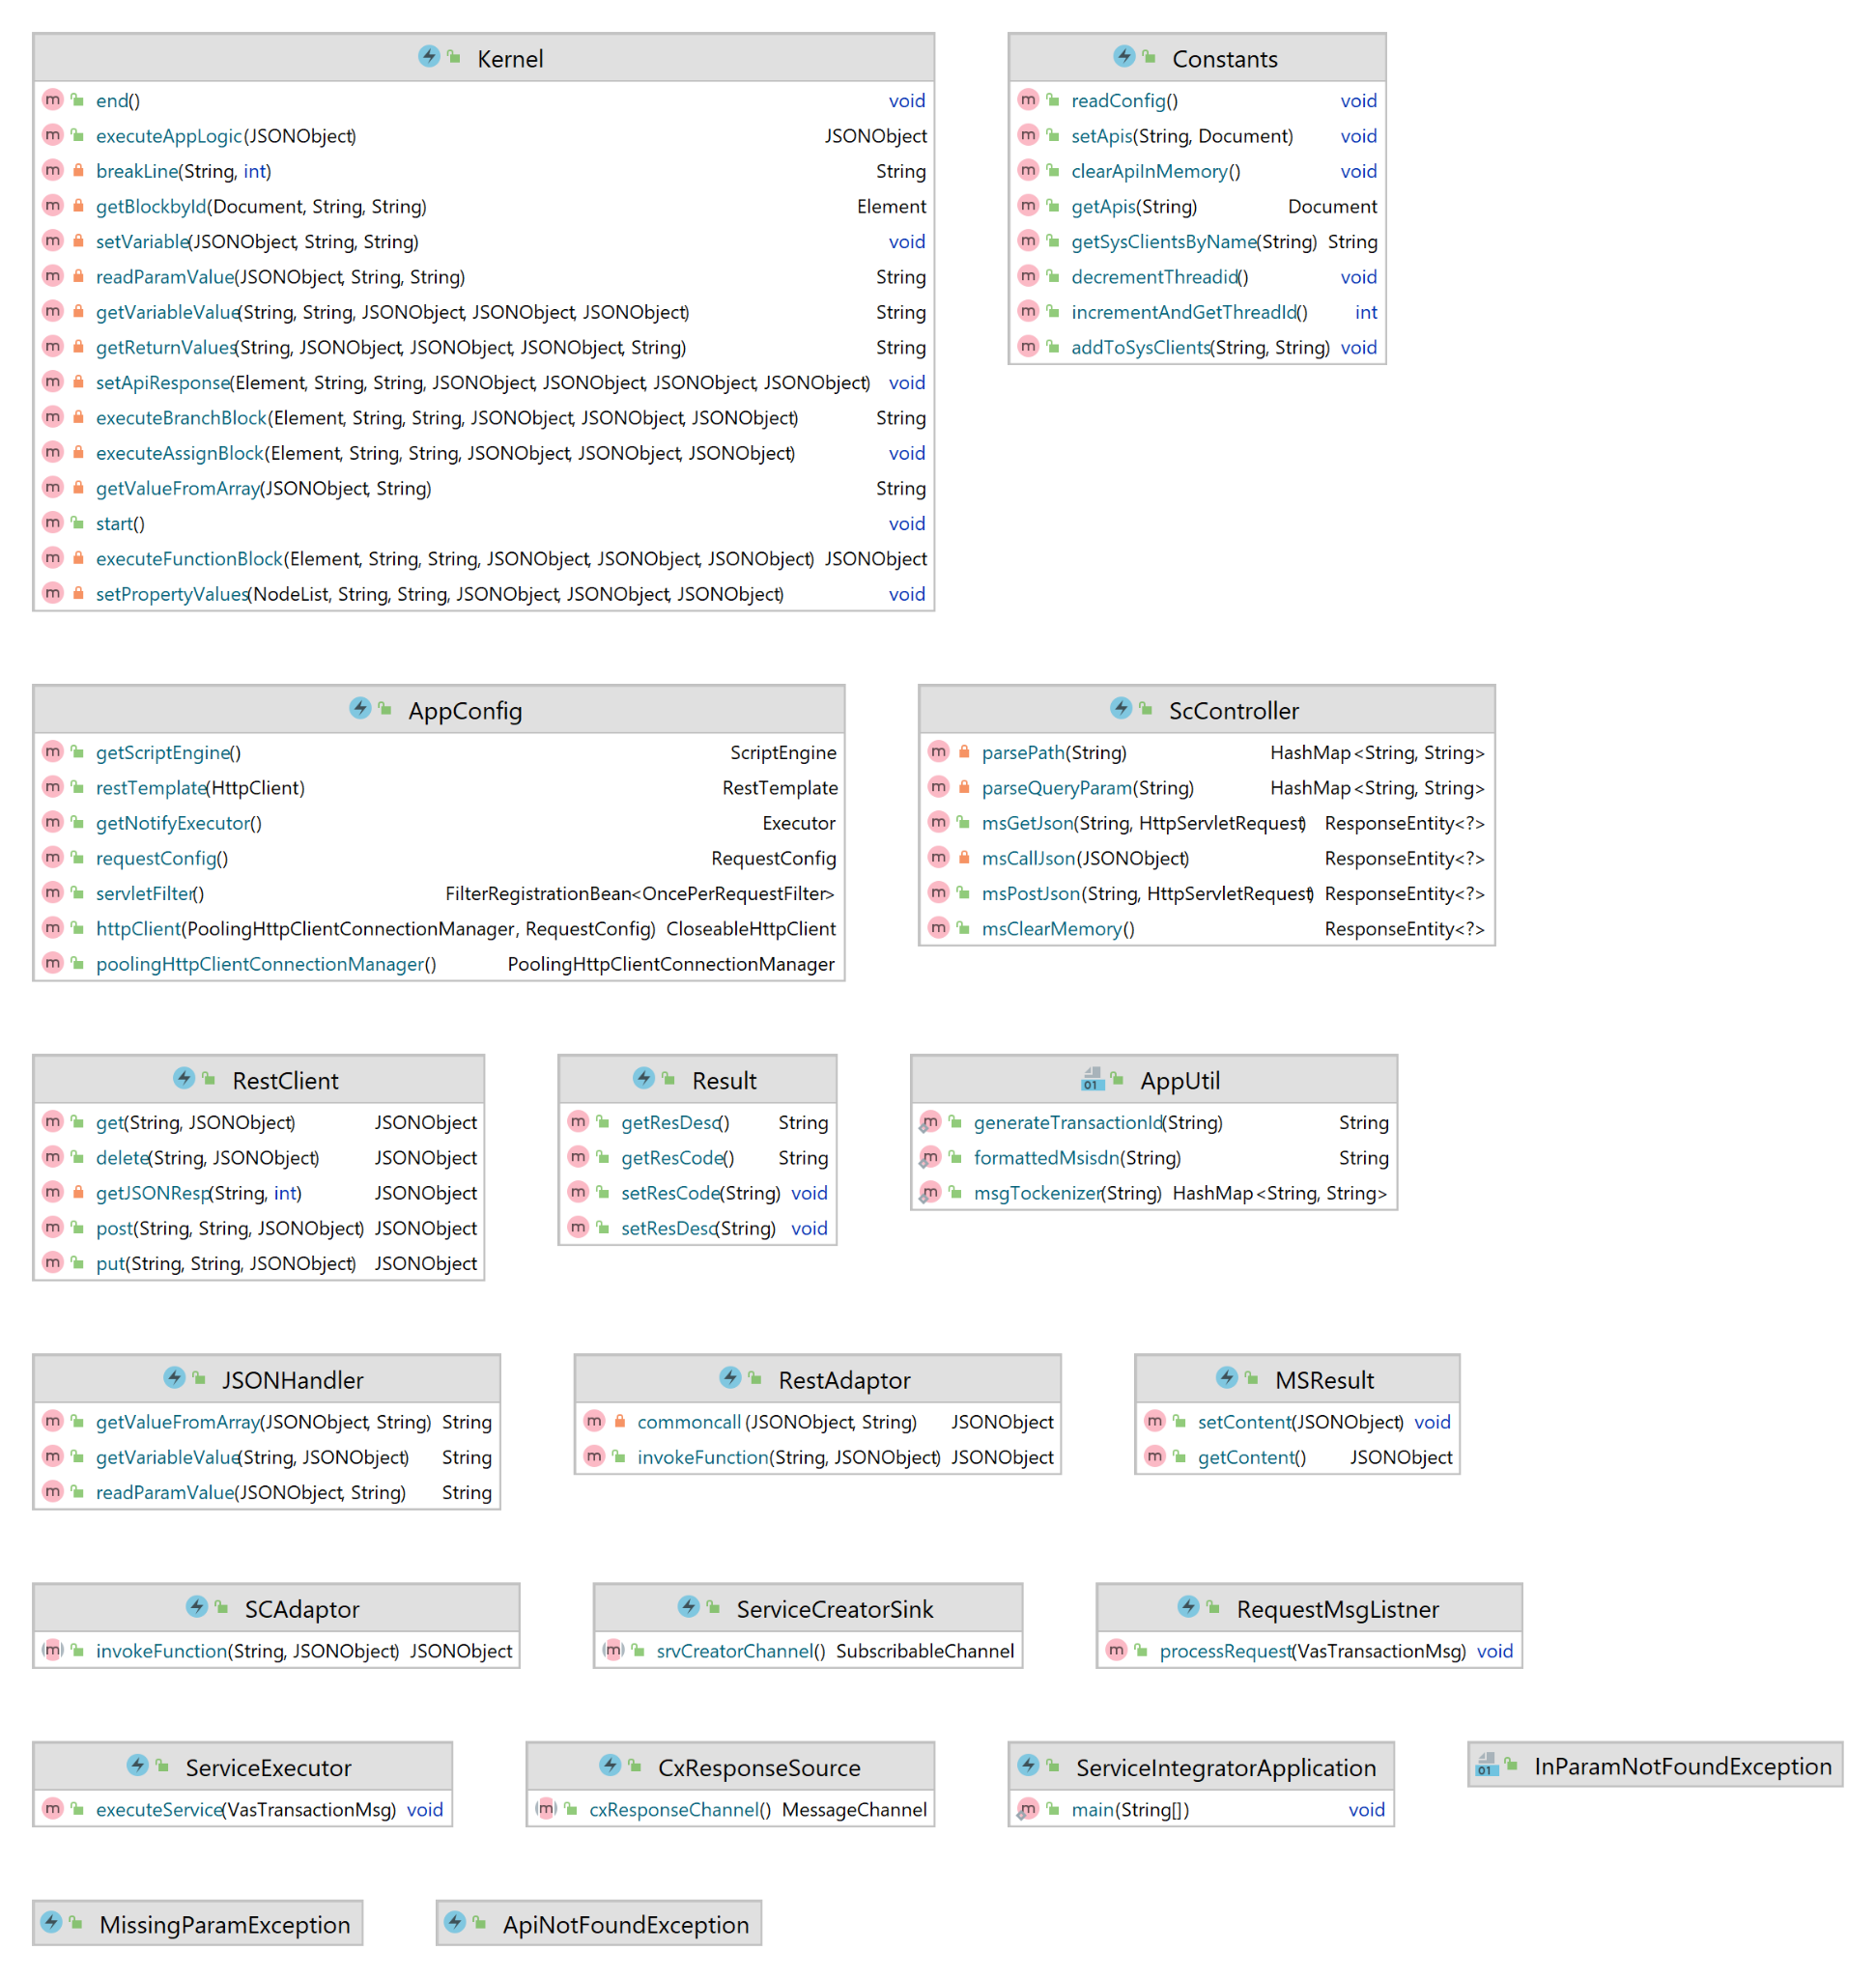 Kernel
end() void
executeAppLogic(JSONObject) JSONObject
breakLine(String, int) String
getBlockbyId(Document, String, String) Element
setVariable(JSONObject, String, String) void
readParamValue(JSONObject, String, String) String
getVariableValue(String, String, JSONObject, JSONObject, JSONObject) String
getReturnValues(String, JSONObject, JSONObject, JSONObject, String) String
setApiResponse(Element, String, String, JSONObject, JSONObject, JSONObject, JSONObject) void
executeBranchBlock(Element, String, String, JSONObject, JSONObject, JSONObject) String
executeAssignBlock(Element, String, String, JSONObject, JSONObject, JSONObject) void
getValueFromArray(JSONObject, String) String
start() void
executeFunctionBlock(Element, String, String, JSONObject, JSONObject, JSONObject) JSONObject
setPropertyValues(NodeList, String, String, JSONObject, JSONObject, JSONObject) void
Constants
readConfig() void
setApis(String, Document) void
clearApiInMemory() void
getApis(String) Document
getSysClientsByName(String) String
decrementThreadid() void
incrementAndGetThreadId() int
addToSysClients(String, String) void
AppConfig
getScriptEngine() ScriptEngine
restTemplate(HttpClient) RestTemplate
getNotifyExecutor() Executor
requestConfig() RequestConfig
servletFilter() FilterRegistrationBean<OncePerRequestFilter>
httpClient(PoolingHttpClientConnectionManager, RequestConfig) CloseableHttpClient
poolingHttpClientConnectionManager() PoolingHttpClientConnectionManager
ScController
parsePath(String) HashMap<String, String>
parseQueryParam(String) HashMap<String, String>
msGetJson(String, HttpServletRequest) ResponseEntity<?>
msCallJson(JSONObject) ResponseEntity<?>
msPostJson(String, HttpServletRequest) ResponseEntity<?>
msClearMemory() ResponseEntity<?>
RestClient
get(String, JSONObject) JSONObject
delete(String, JSONObject) JSONObject
getJSONResp(String, int) JSONObject
post(String, String, JSONObject) JSONObject
put(String, String, JSONObject) JSONObject
Result
getResDesc() String
getResCode() String
setResCode(String) void
setResDesc(String) void
AppUtil
generateTransactionId(String) String
formattedMsisdn(String) String
msgTockenizer(String) HashMap<String, String>
JSONHandler
getValueFromArray(JSONObject, String) String
getVariableValue(String, JSONObject) String
readParamValue(JSONObject, String) String
RestAdaptor
commoncall(JSONObject, String) JSONObject
invokeFunction(String, JSONObject) JSONObject
MSResult
setContent(JSONObject) void
getContent() JSONObject
SCAdaptor
invokeFunction(String, JSONObject) JSONObject
ServiceCreatorSink
srvCreatorChannel() SubscribableChannel
RequestMsgListner
processRequest(VasTransactionMsg) void
ServiceExecutor
executeService(VasTransactionMsg) void
CxResponseSource
cxResponseChannel() MessageChannel
ServiceIntegratorApplication
main(String[]) void
InParamNotFoundException
MissingParamException
ApiNotFoundException